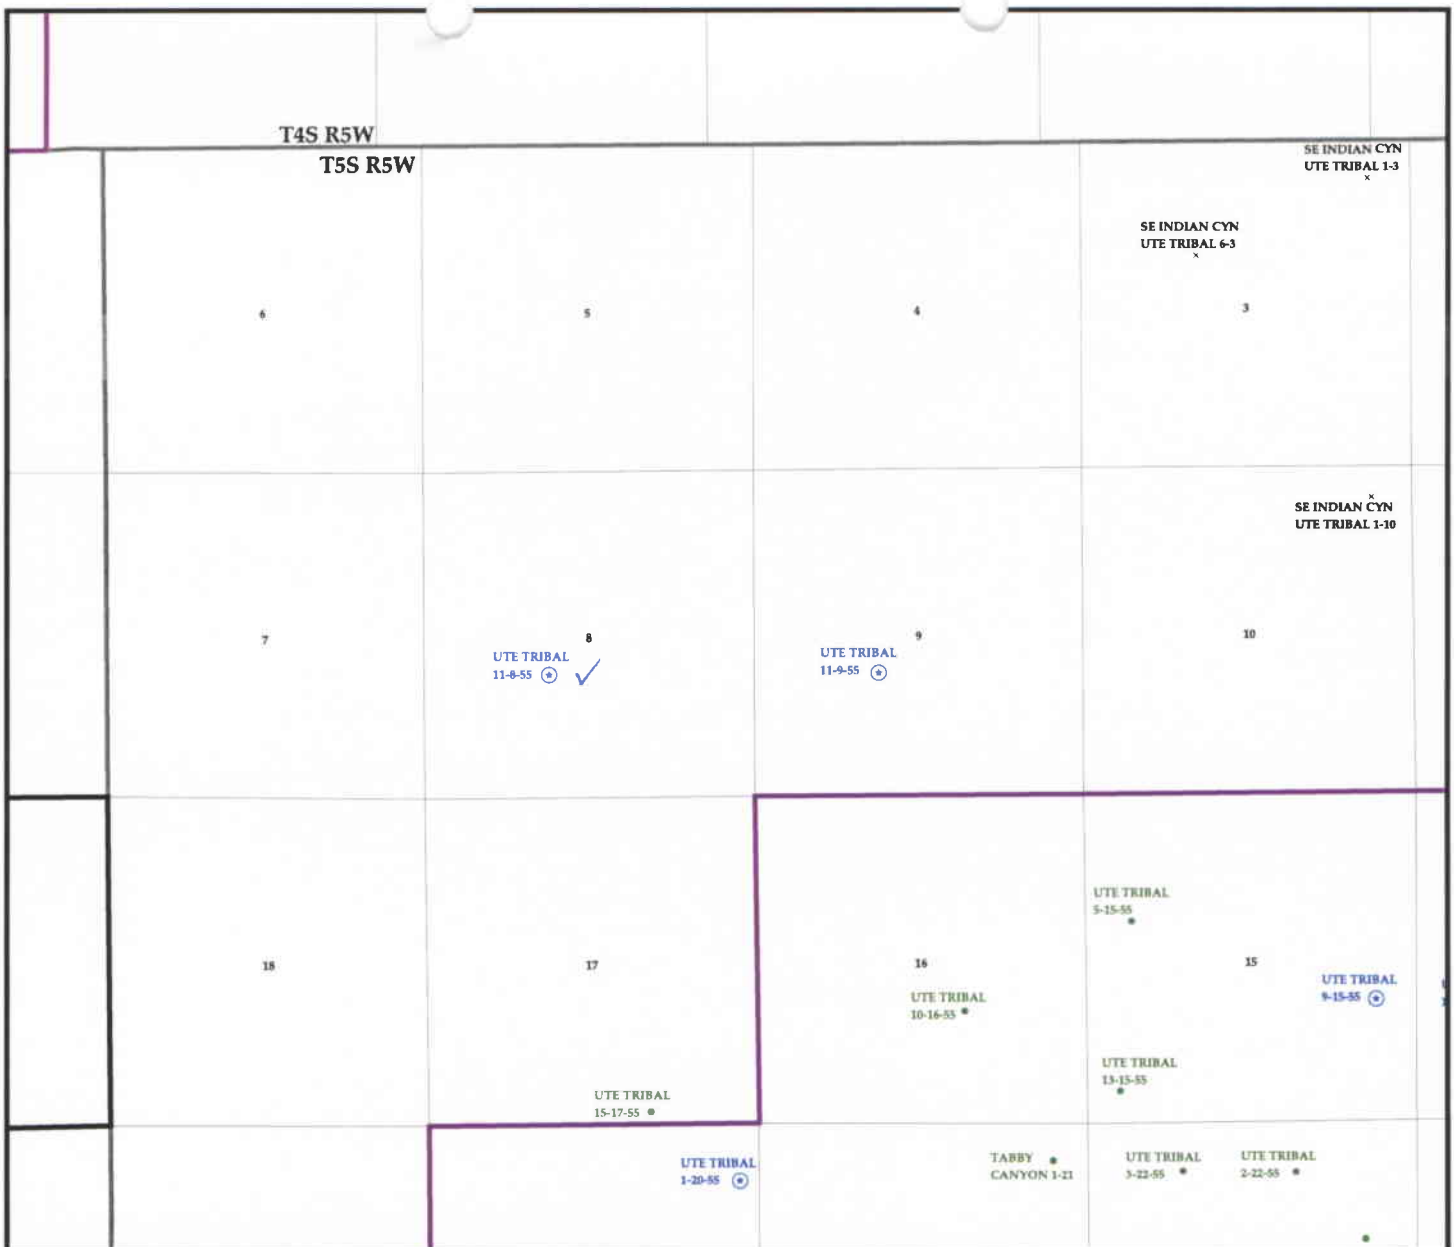 T4S R5W
T5S R5W
SE INDIAN CYN
UTE TRIBAL 1-3
SE INDIAN CYN
UTE TRIBAL 6-3
6
5
4
3
SE INDIAN CYN
UTE TRIBAL 1-10
7
8
9
10
UTE TRIBAL
11-8-55
UTE TRIBAL
11-9-55
UTE TRIBAL
5-15-55
18
17
16
15
UTE TRIBAL
9-15-55
UTE TRIBAL
10-16-55
UTE TRIBAL
13-15-55
UTE TRIBAL
15-17-55
UTE TRIBAL
1-20-55
TABBY
CANYON 1-21
UTE TRIBAL
3-22-55
UTE TRIBAL
2-22-55